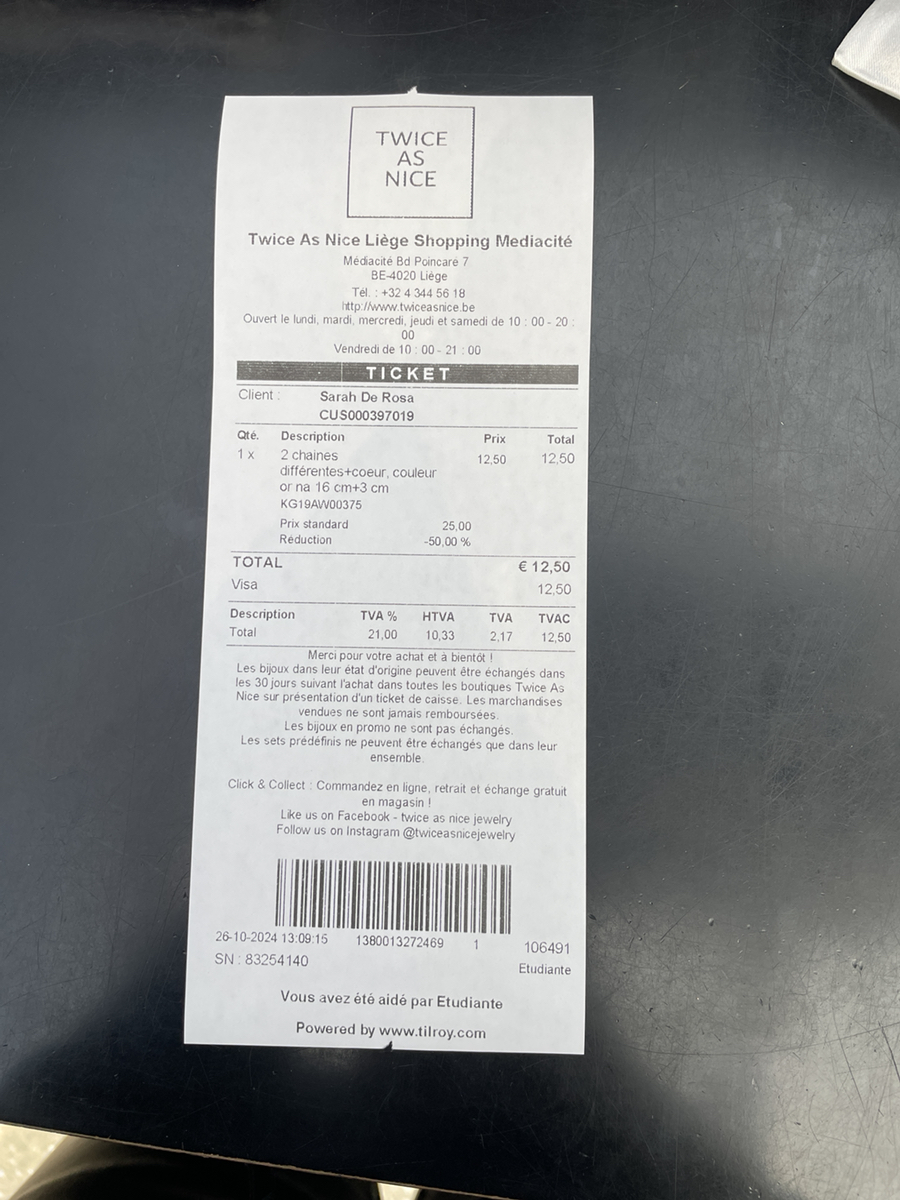 TWICE
AS
NICE
Twice As Nice Liège Shopping Mediacité
Médiacité Bd Poincaré 7
BE-4020 Liège
Tél. : +32 4 344 56 18
http://www.twiceasnice.be
Ouvert le lundi, mardi, mercredi, jeudi et samedi de 10 : 00 - 20 :
00
Vendredi de 10 : 00 - 21 : 00
TICKET
Client : Sarah De Rosa
CUS000397019
Qté. Description Prix Total
1 x 2 chaines 12,50 12,50
différentes+coeur, couleur
or na 16 cm+3 cm
KG19AW00375
Prix standard 25,00
Réduction -50,00 %
TOTAL € 12,50
Visa 12,50
Description TVA % HTVA TVA TVAC
Total 21,00 10,33 2,17 12,50
Merci pour votre achat et à bientôt !
Les bijoux dans leur état d'origine peuvent être échangés dans
les 30 jours suivant l'achat dans toutes les boutiques Twice As
Nice sur présentation d'un ticket de caisse. Les marchandises
vendues ne sont jamais remboursées.
Les bijoux en promo ne sont pas échangés.
Les sets prédéfinis ne peuvent être échangés que dans leur
ensemble.
Click & Collect : Commandez en ligne, retrait et échange gratuit
en magasin !
Like us on Facebook - twice as nice jewelry
Follow us on Instagram @twiceasnicejewelry
26-10-2024 13:09:15 1380013272469 1 106491
SN : 83254140 Etudiante
Vous avez été aidé par Etudiante
Powered by www.tilroy.com